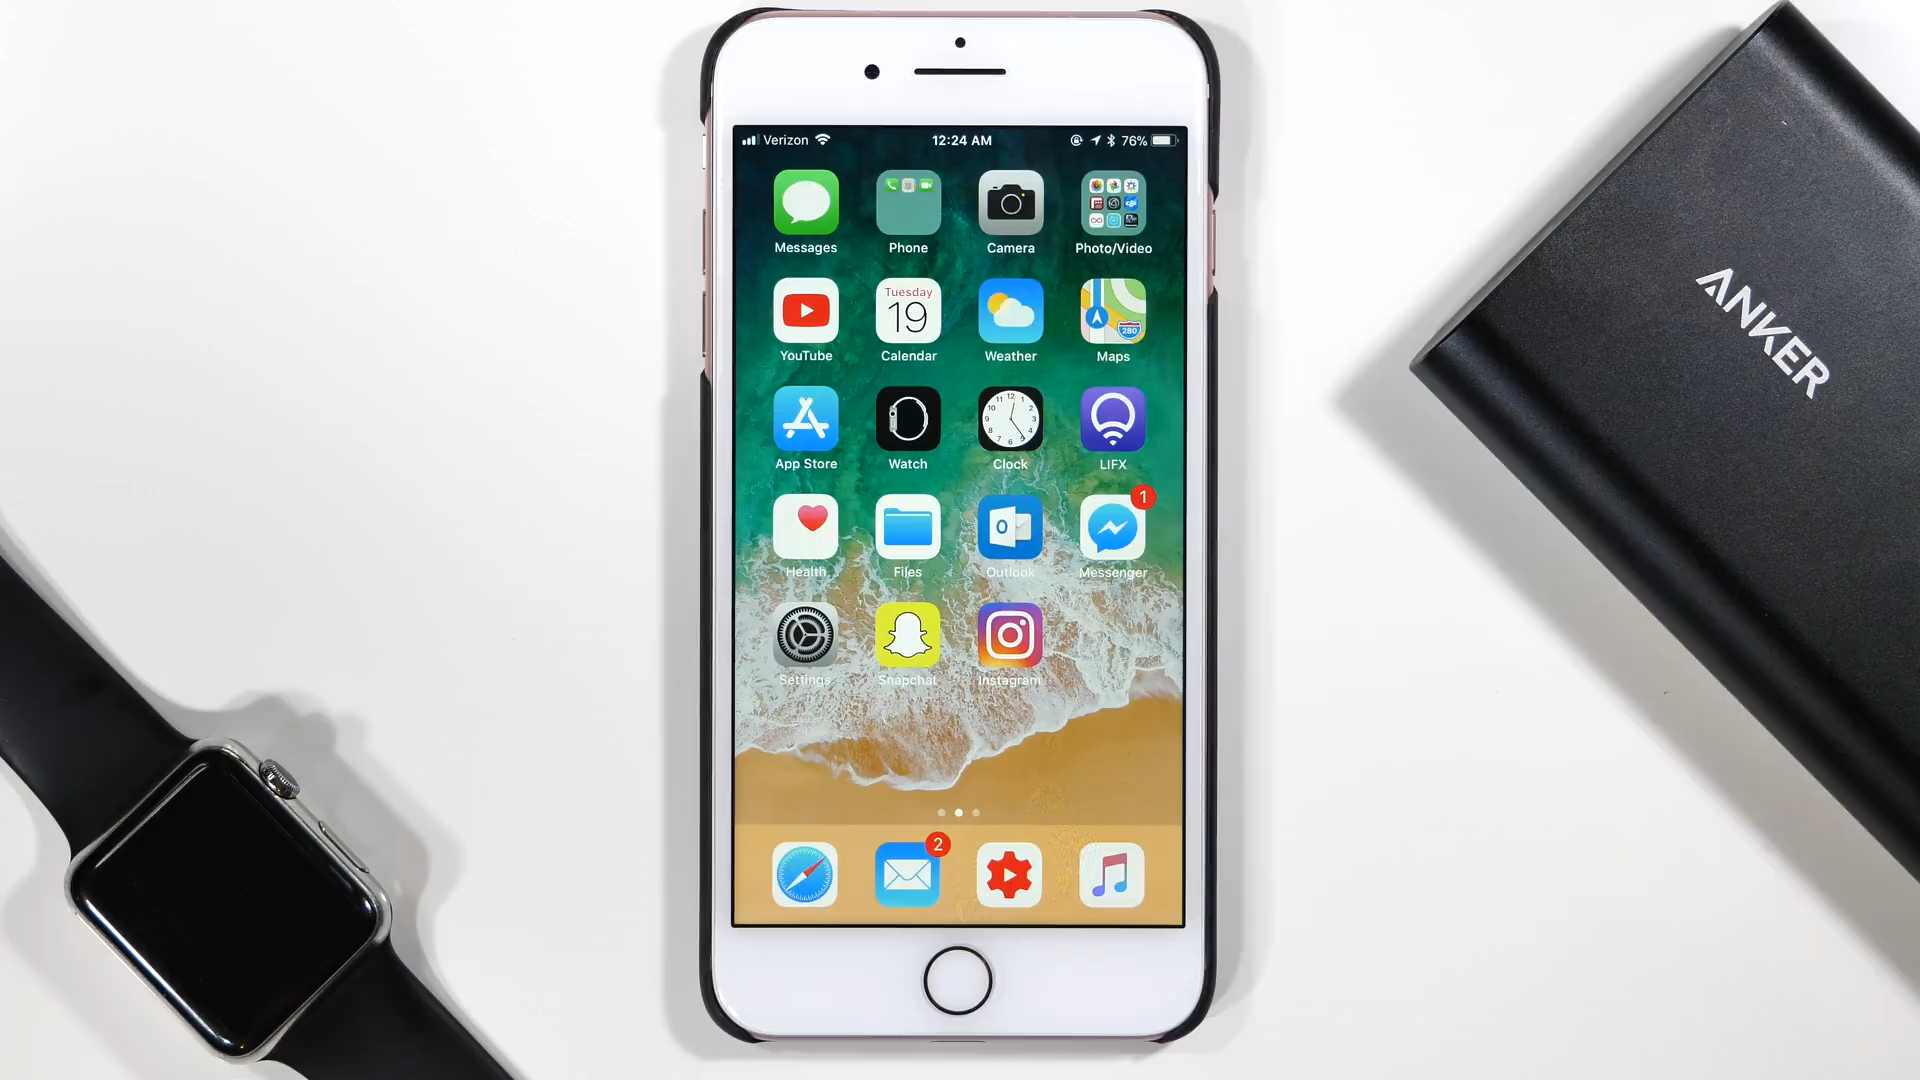 Verizon 12:24 AM 76%
Messages Phone Camera Photo/Video
Tuesday
19
280
YouTube Calendar Weather Maps
App Store Watch Clock LIFX
1
Health Files Outlook Messenger
Settings Snapchat Instagram
2
ANKER